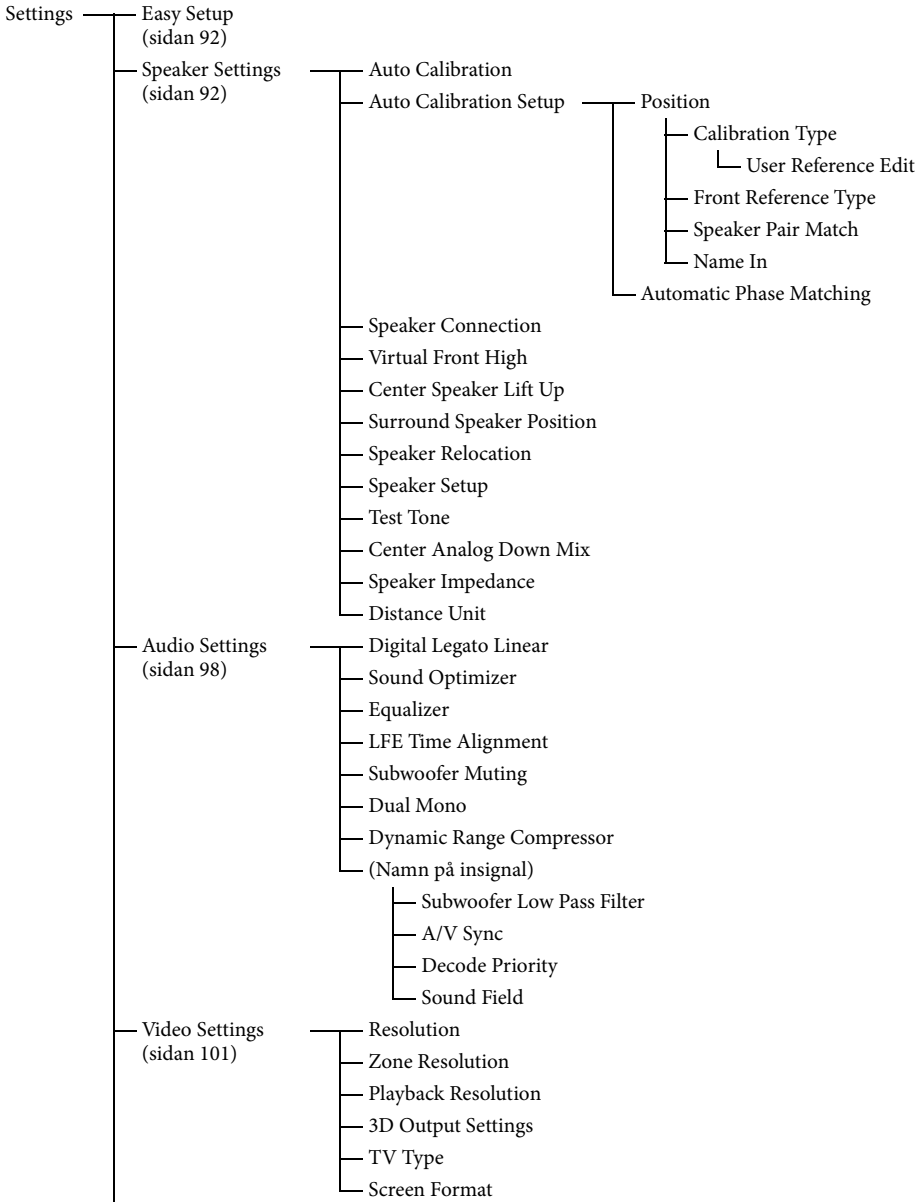 Settings
Easy Setup
(sidan 92)
Speaker Settings
(sidan 92)
Auto Calibration
Auto Calibration Setup
Position
Calibration Type
User Reference Edit
Front Reference Type
Speaker Pair Match
Name In
Automatic Phase Matching
Speaker Connection
Virtual Front High
Center Speaker Lift Up
Surround Speaker Position
Speaker Relocation
Speaker Setup
Test Tone
Center Analog Down Mix
Speaker Impedance
Distance Unit
Audio Settings
(sidan 98)
Digital Legato Linear
Sound Optimizer
Equalizer
LFE Time Alignment
Subwoofer Muting
Dual Mono
Dynamic Range Compressor
(Namn på insignal)
Subwoofer Low Pass Filter
A/V Sync
Decode Priority
Sound Field
Video Settings
(sidan 101)
Resolution
Zone Resolution
Playback Resolution
3D Output Settings
TV Type
Screen Format